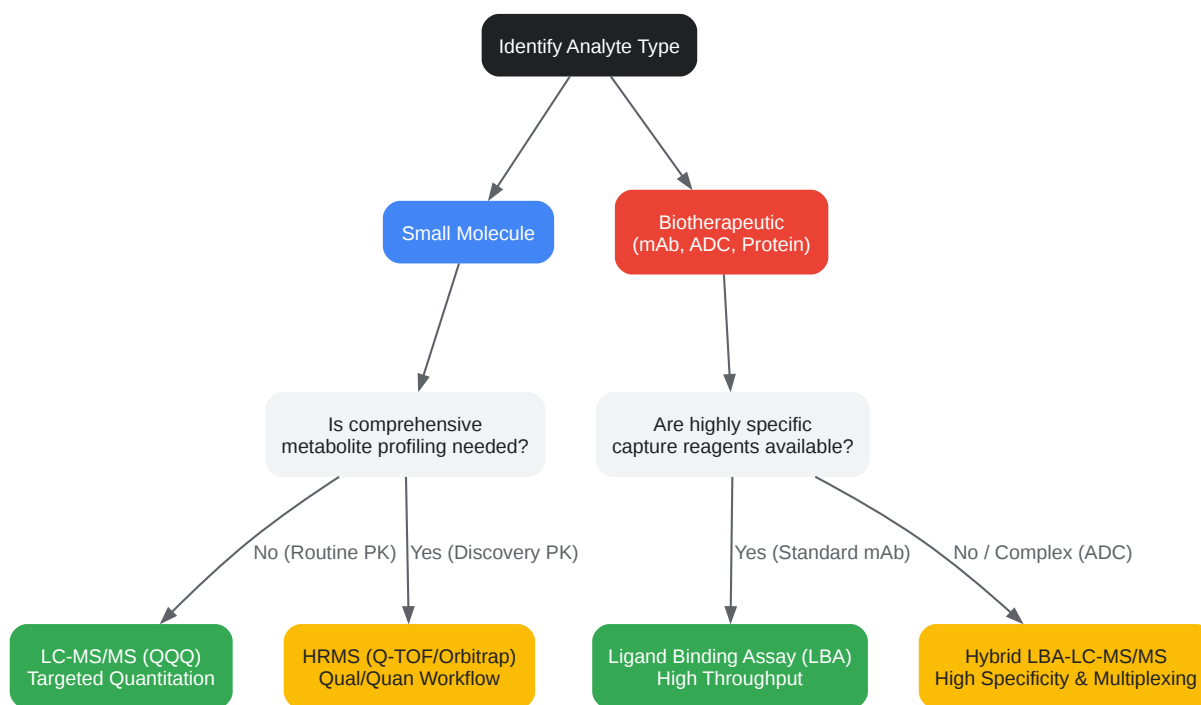 Identify Analyte Type
Small Molecule
Biotherapeutic
(mAb, ADC, Protein)
Is comprehensive
metabolite profiling needed?
Are highly specific
capture reagents available?
No (Routine PK)
Yes (Discovery PK)
Yes (Standard mAb)
No / Complex (ADC)
LC-MS/MS (QQQ)
Targeted Quantitation
HRMS (Q-TOF/Orbitrap)
Qual/Quan Workflow
Ligand Binding Assay (LBA)
High Throughput
Hybrid LBA-LC-MS/MS
High Specificity & Multiplexing